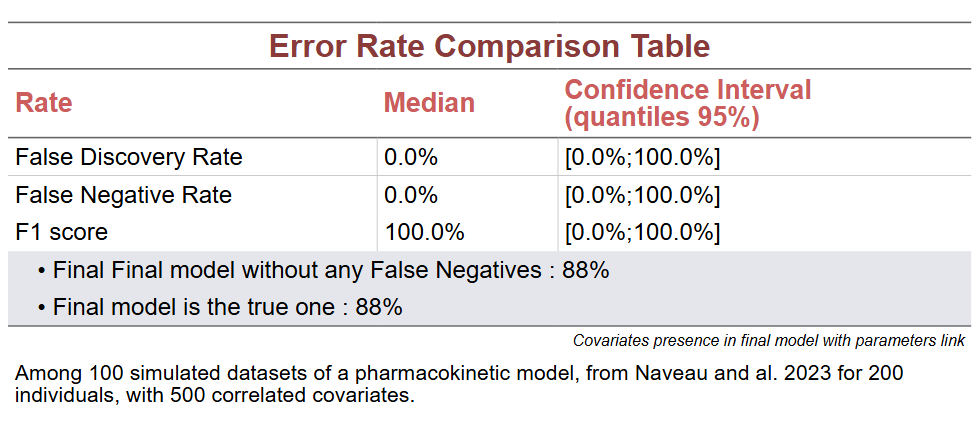 Error Rate Comparison Table
Rate Median Confidence Interval
(quantiles 95%)
False Discovery Rate 0.0% [0.0%;100.0%]
False Negative Rate 0.0% [0.0%;100.0%]
F1 score 100.0% [0.0%;100.0%]
• Final Final model without any False Negatives : 88%
• Final model is the true one : 88%
Covariates presence in final model with parameters link
Among 100 simulated datasets of a pharmacokinetic model, from Naveau and al. 2023 for 200
individuals, with 500 correlated covariates.